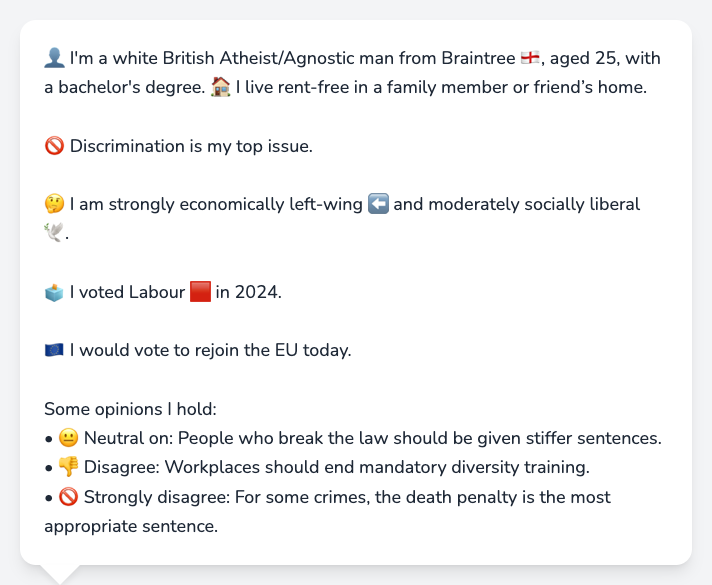 👤 I'm a white British Atheist/Agnostic man from Braintree 🏴󠁧󠁢󠁥󠁮󠁧󠁿, aged 25, with
a bachelor's degree. 🏠 I live rent-free in a family member or friend’s home.
🚫 Discrimination is my top issue.
🤔 I am strongly economically left-wing ⬅️ and moderately socially liberal
🕊️.
🗳️ I voted Labour 🟥 in 2024.
🇪🇺 I would vote to rejoin the EU today.
Some opinions I hold:
• 😐 Neutral on: People who break the law should be given stiffer sentences.
• 👎 Disagree: Workplaces should end mandatory diversity training.
• 🚫 Strongly disagree: For some crimes, the death penalty is the most
appropriate sentence.